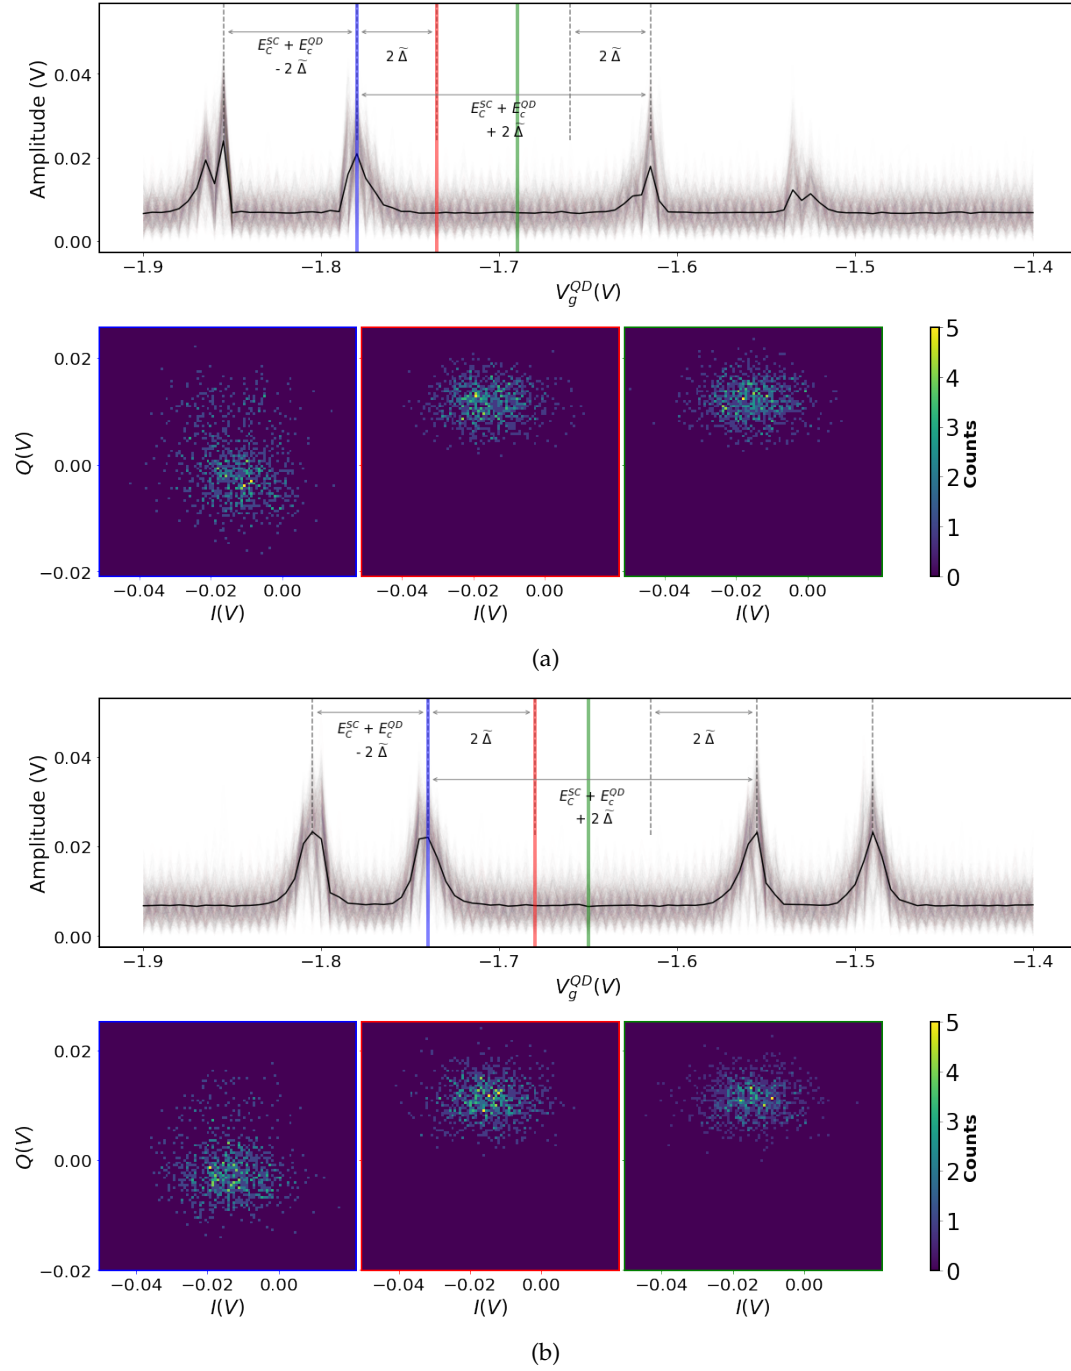 Amplitude (V)
0.04
0.02
0.00
E_C^SC + E_c^QD
- 2 Δ̃
2 Δ̃
E_C^SC + E_c^QD
+ 2 Δ̃
2 Δ̃
−1.9 −1.8 −1.7 −1.6 −1.5 −1.4
V_g^QD(V)
Q(V)
0.02
0.00
−0.02
−0.04 −0.02 0.00
I(V)
−0.04 −0.02 0.00
I(V)
−0.04 −0.02 0.00
I(V)
5
4
3
2
1
0
Counts
(a)
Amplitude (V)
0.04
0.02
0.00
E_C^SC + E_c^QD
- 2 Δ̃
2 Δ̃
E_C^SC + E_c^QD
+ 2 Δ̃
2 Δ̃
−1.9 −1.8 −1.7 −1.6 −1.5 −1.4
V_g^QD(V)
Q(V)
0.02
0.00
−0.02
−0.04 −0.02 0.00
I(V)
−0.04 −0.02 0.00
I(V)
−0.04 −0.02 0.00
I(V)
5
4
3
2
1
0
Counts
(b)